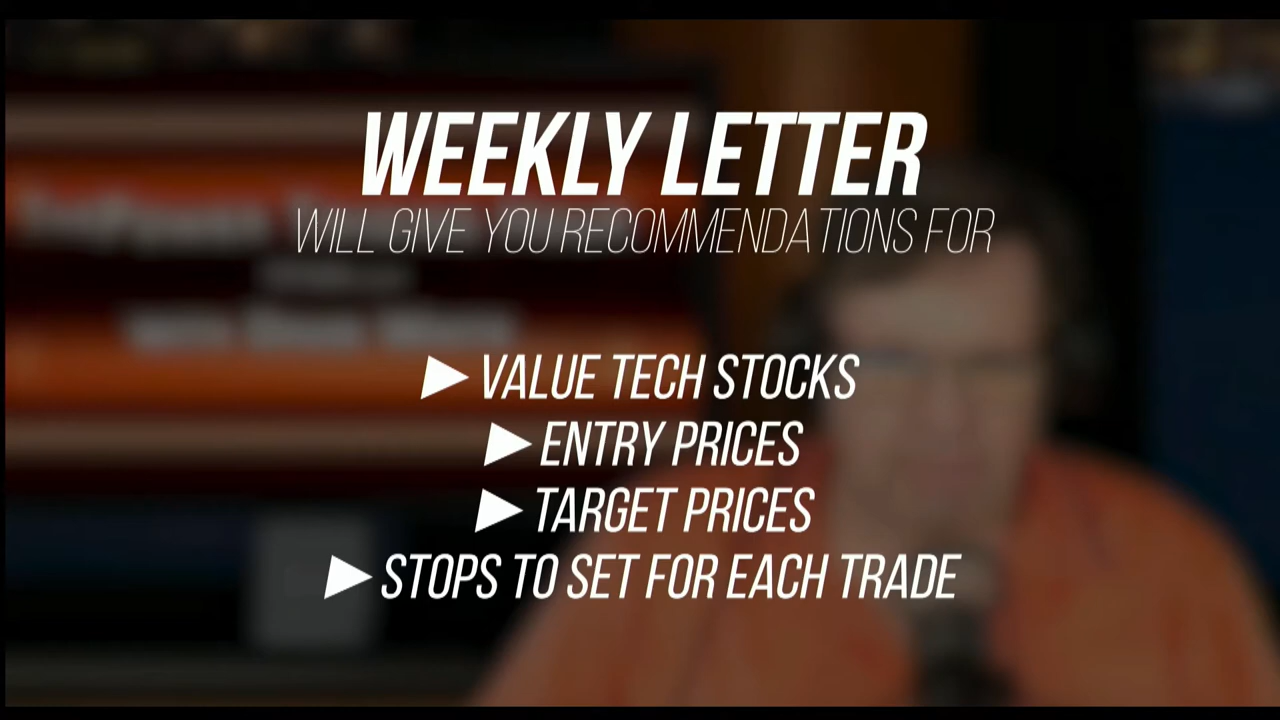 WEEKLY LETTER
WILL GIVE YOU RECOMMENDATIONS FOR
▶ VALUE TECH STOCKS
▶ ENTRY PRICES
▶ TARGET PRICES
▶ STOPS TO SET FOR EACH TRADE